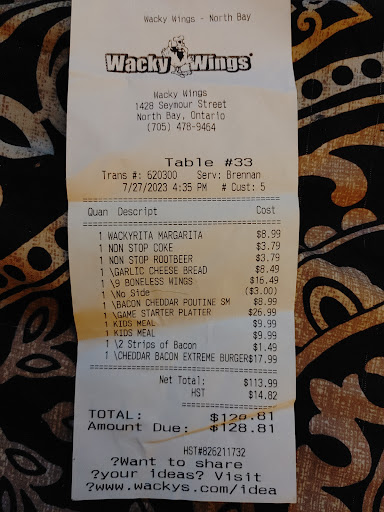 Wacky Wings - North Bay
Wacky Wings
Wacky Wings
1428 Seymour Street
North Bay, Ontario
(705) 478-9464
Table #33
Trans #: 620300 Serv: Brennan
7/27/2023 4:35 PM # Cust: 5
Quan Descript Cost
1 WACKYRITA MARGARITA $8.99
1 NON STOP COKE $3.79
1 NON STOP ROOTBEER $3.79
1 \GARLIC CHEESE BREAD $8.49
1 \9 BONELESS WINGS $16.49
1 \No Side ($3.00)
1 \BACON CHEDDAR POUTINE SM $8.99
1 \GAME STARTER PLATTER $26.99
1 KIDS MEAL $9.99
1 KIDS MEAL $9.99
1 \2 Strips of Bacon $1.49
1 \CHEDDAR BACON EXTREME BURGER$17.99
Net Total: $113.99
HST $14.82
TOTAL: $128.81
Amount Due: $128.81
HST#826211732
?Want to share
?your ideas? Visit
?www.wackys.com/idea